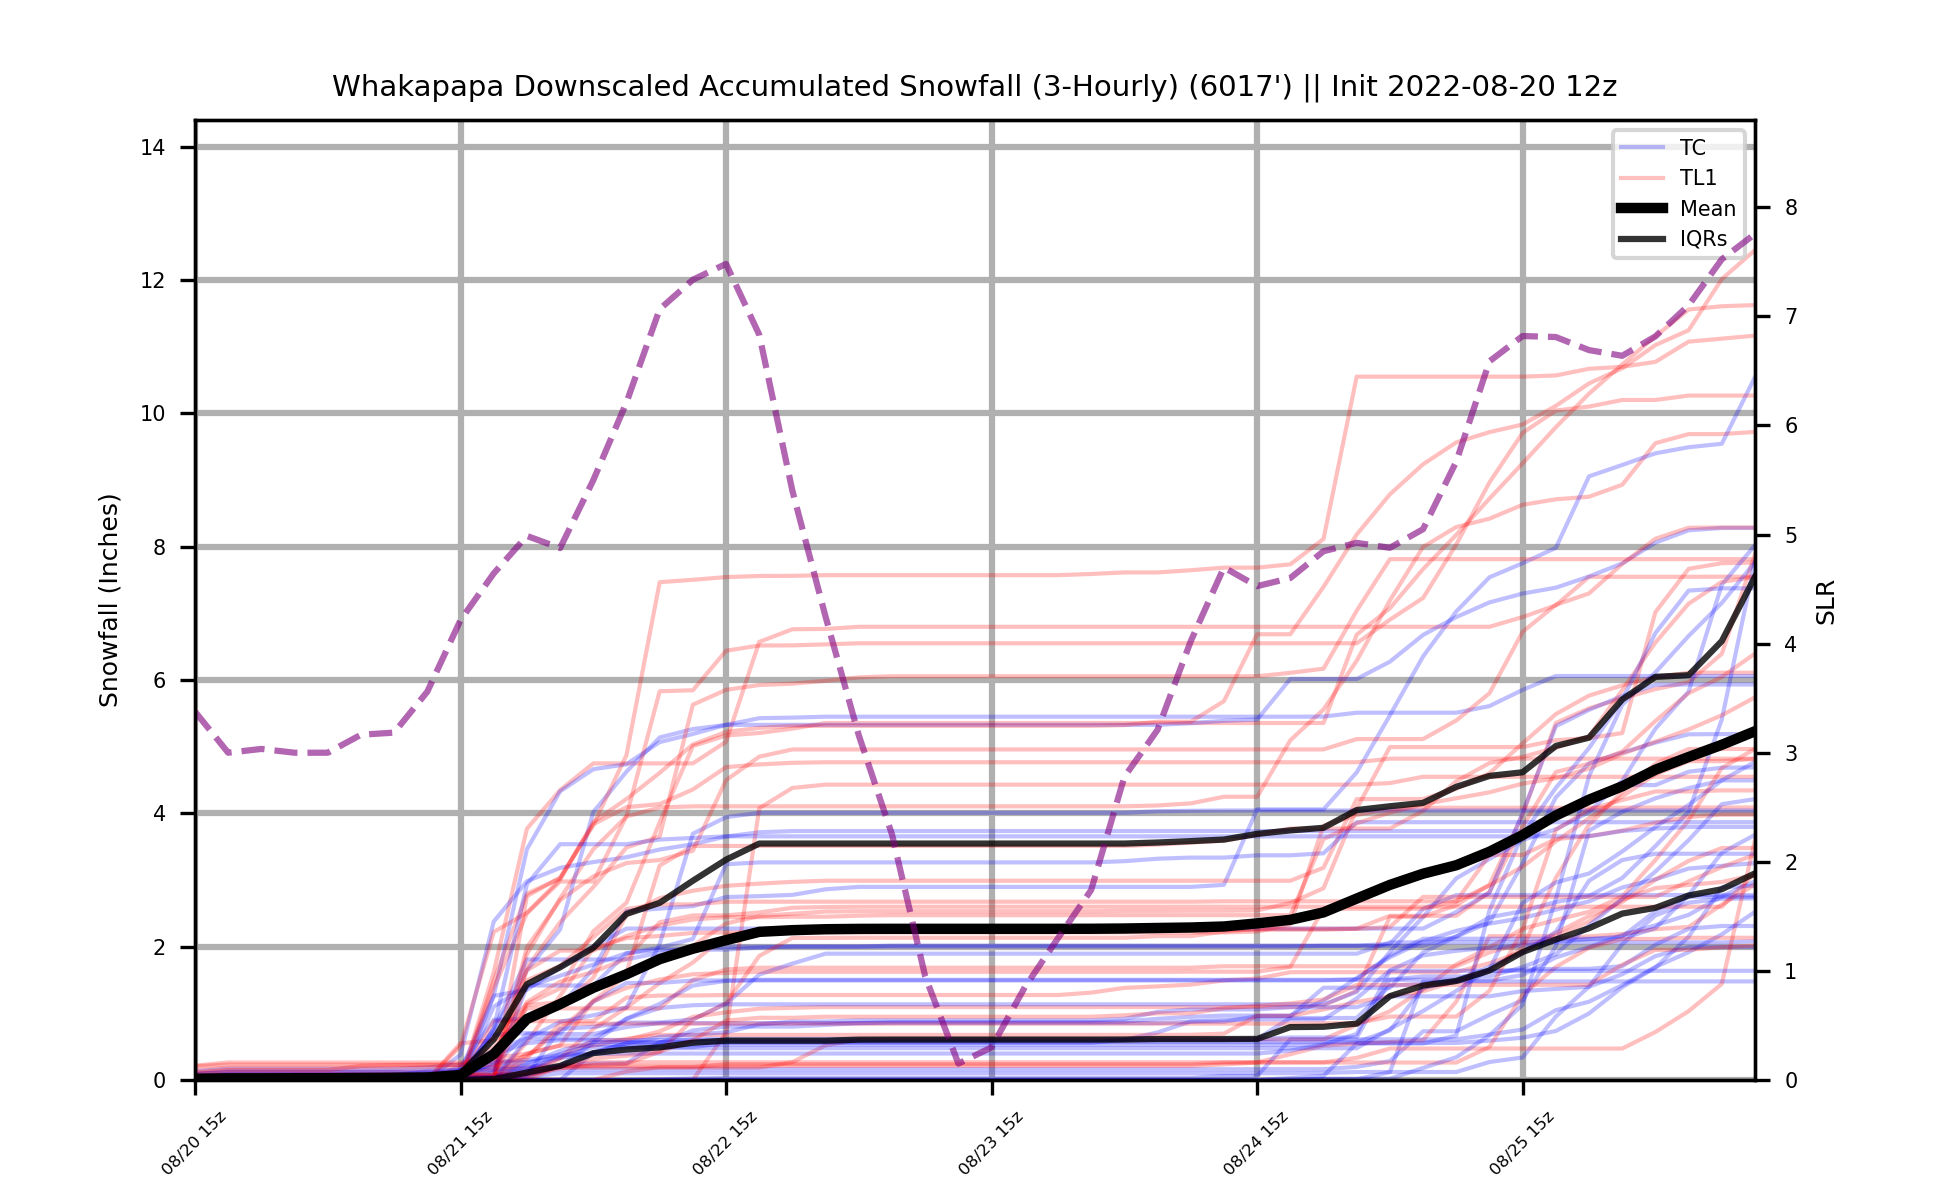 Whakapapa Downscaled Accumulated Snowfall (3-Hourly) (6017') || Init 2022-08-20 12z
TC
TL1
Mean
IQRs
Snowfall (Inches)
14
12
10
8
6
4
2
0
SLR
8
7
6
5
4
3
2
1
0
08/20 15z
08/21 15z
08/22 15z
08/23 15z
08/24 15z
08/25 15z